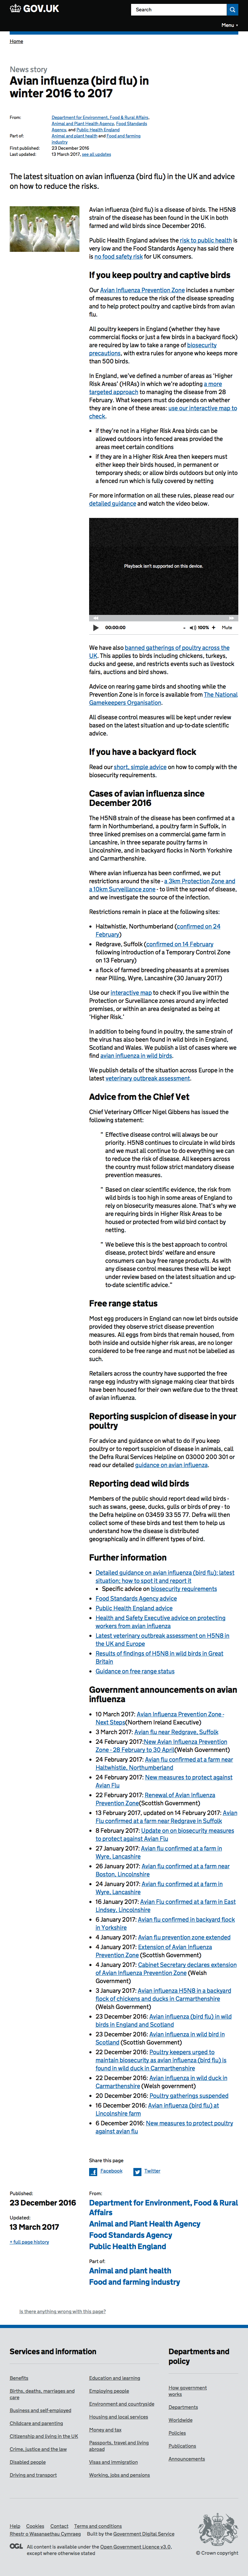 GOV.UK
Search
Menu
Home
News story
Avian influenza (bird flu) in
winter 2016 to 2017
From:
Department for Environment, Food & Rural Affairs,
Animal and Plant Health Agency, Food Standards
Agency, and Public Health England
Part of:
Animal and plant health and Food and farming
industry
First published:
23 December 2016
Last updated:
13 March 2017, see all updates
The latest situation on avian influenza (bird flu) in the UK and advice
on how to reduce the risks.
Avian influenza (bird flu) is a disease of birds. The H5N8
strain of the disease has been found in the UK in both
poultry and wild birds since December 2016.
Public Health England advises the risk to public health is
very low and the Food Standards Agency has said there
is no food safety risk for UK consumers.
If you keep poultry and captive birds
Our Avian Influenza Prevention Zone includes a number
of measures to reduce the risk of the disease spreading
and applies to everyone who keeps poultry in any avian
flu.
All poultry keepers in England (whether they have
commercial flocks or just a few birds in a backyard flock)
are required by law to take a range of biosecurity
precautions, with extra rules for anyone with more than
500 birds.
In England, we've defined a number of areas as 'Higher
Risk Areas' (HRAs) in which we're adopting a more
targeted approach to managing the disease from 28
February. What keepers must do depends on whether
they are in one of these areas: use our interactive map to
check.
if they're not in a Higher Risk Area birds can be
allowed outside provided the areas are
decontaminated and keepers accept some
conditions
if they are in a Higher Risk Area keepers must
either keep their birds housed, or in permanent or
temporary netted structures, or allow controlled
access to outdoor areas provided the areas are
fenced in which is fully covered by netting
For more information on all these rules, please read our
detailed guidance and watch the video below.
Playback isn't supported on this device.
00:00:00
- 100% + Mute
We have also banned gatherings of poultry across the
UK. This applies to birds including chickens, turkeys,
ducks and geese, and gamebirds at livestock fairs and
auctions.
Advice on rearing game birds and shooting while the
Prevention Zone is in force is available from The National
Gamekeepers Organisation.
All disease control measures will be kept under review
based on the latest situation and up-to-date scientific
advice.
If you have a backyard flock
Read our short, simple advice on how to comply with the
biosecurity requirements.
Cases of avian influenza since
December 2016
The H5N8 strain of the disease has been found in
poultry at a commercial poultry farm in Suffolk, in three
farms in Lincolnshire, in a small backyard flock in
Northumberland, at three game farms in Lancashire, and in backyard flocks in North Yorkshire
and Carmarthenshire.
Where avian influenza has been confirmed, we put
restrictions around the site - a 3km Protection Zone and
a 10km Surveillance zone - to limit the spread of disease,
as we investigate the source of the infection.
Restrictions remain in place at the following sites:
Haltwhistle, Northumberland (confirmed on 24
February)
Redgrave, Suffolk (confirmed on 14 February
following introduction of a Temporary Control Zone
on 13 February)
a flock of farmed breeding pheasants near
Pilling, Wyre, Lancashire (30 January 2017)
Use our interactive map to check if you live within the
Protection and Surveillance zones around infected
premises, or are in an area designated as
'Higher Risk.'
In addition to being found in poultry, the same strain
of the virus has been found in wild birds in England,
Scotland and Wales. We publish list of cases where we
find avian influenza in wild birds.
We publish details of the situation across Europe in the
latest veterinary outbreak assessment.
Advice from the Chief Vet
Chief Veterinary Officer Nigel Gibbens has issued the
following statement:
" Effective disease control will always be our
priority. H5N8 continues to circulate in wild birds
and we must all continue to do everything we can
to reduce the risk of disease. All keepers across
the country must observe the disease prevention
measures.
" Based on clear scientific evidence, the risk from
wild birds is too high in some areas of England to
rely on biosecurity measures alone. That's why we
are requiring keepers in Higher Risk Areas to be
housed or protected from wild bird contact by
netting.
" We believe this is the best approach to control
disease, protect birds' welfare and ensure all
consumers can buy free range products. As with
any disease outbreak we will keep all of our
options under review based on latest situation and up-
to-date scientific advice."
Free range status
Most egg producers in England can now move their
birds outside so long as they observe extra disease
prevention measures. To keep their free range status,
all eggs from birds that remain housed, from both
inside and outside the higher risk areas, must be
marked and advertised at point of sale to be labelled as
such.
Retailers across the country have supported the free
range sector with clear labels and in-store information to
customers.
Reporting suspicion of disease in your
poultry
For advice and guidance on what to do if you keep
poultry or to report suspicion of disease in
poultry and other captive birds in England, call
the Defra Rural Services Helpline on 03000 200 301 and
read our detailed guidance on avian influenza.
Reporting dead wild birds
Members of the public should report dead wild birds -
such as wild ducks, wild geese, swans,
gulls or birds of prey - to
the Defra helpline on 03459 33 55 77. Defra will then
collect some of these birds and test them to help us
understand how the disease is distributed
geographically and in different types of bird.
Further information
Detailed guidance on avian influenza (bird flu): latest
situation; how to spot it and report it
Specific advice on biosecurity requirements
Food Standards Agency advice
Public Health England advice
Health and Safety Executive advice on protecting
workers from avian influenza
Latest veterinary outbreak assessment on H5N8 in
the UK and Europe
Results of findings of H5N8 in wild birds in Great
Britain
Guidance on free range status
Government announcements on avian
influenza
10 March 2017: Avian Influenza Prevention Zone -
Next Steps(Northern Ireland Executive)
3 March 2017: Avian flu near Redgrave, Suffolk
24 February 2017: New Avian Influenza Prevention
Zone - 28 February to 30 April(Welsh Government)
24 February 2017: Avian flu confirmed at a farm near
Haltwhistle, Northumberland
24 February 2017: New measures to protect against
Avian Flu
22 February 2017: Renewal of Avian Influenza
Prevention Zone(Scottish Government)
13 February 2017, updated on 14 February 2017: Avian
Flu confirmed at a farm near Redgrave in Suffolk
8 February 2017: Update on on biosecurity measures
to protect against Avian Flu
27 January 2017: Avian flu confirmed at a farm in
Wyre, Lancashire
26 January 2017: Avian flu confirmed at a farm near
Boston, Lincolnshire
24 January 2017: Avian flu confirmed at a farm in
Wyre, Lancashire
16 January 2017: Avian Flu confirmed at a farm in East
Lindsey, Lincolnshire
6 January 2017: Avian flu confirmed in backyard flock
in Yorkshire
4 January 2017: Avian flu prevention zone extended
4 January 2017: Extension of Avian Influenza
Prevention Zone (Scottish Government)
4 January 2017: Cabinet Secretary declares extension
of Avian Influenza Prevention Zone (Welsh
Government)
3 January 2017: Avian influenza H5N8 in a backyard
flock of chickens and ducks in Carmarthenshire
(Welsh Government)
23 December 2016: Avian influenza (bird flu) in wild
birds in England and Scotland
23 December 2016: Avian influenza in wild bird in
Scotland (Scottish Government)
22 December 2016: Poultry keepers urged to
maintain biosecurity as avian influenza (bird flu) is
found in wild duck in Carmarthenshire
22 December 2016: Avian influenza in wild duck in
Carmarthenshire (Welsh government)
20 December 2016: Poultry gatherings suspended
16 December 2016: Avian influenza (bird flu) at
Lincolnshire farm
6 December 2016: New measures to protect poultry
against avian flu
Share this page
Facebook
Twitter
Published:
23 December 2016
Updated:
13 March 2017
+ full page history
From:
Department for Environment, Food & Rural
Affairs
Animal and Plant Health Agency
Food Standards Agency
Public Health England
Part of:
Animal and plant health
Food and farming industry
Is there anything wrong with this page?
Services and information
Benefits
Births, deaths, marriages and
care
Business and self-employed
Childcare and parenting
Citizenship and living in the UK
Crime, justice and the law
Disabled people
Driving and transport
Education and learning
Employing people
Environment and countryside
Housing and local services
Money and tax
Passports, travel and living
abroad
Visas and immigration
Working, jobs and pensions
Departments and
policy
How government
works
Departments
Worldwide
Policies
Publications
Announcements
Help Cookies Contact Terms and conditions
Rhestr o Wasanaethau Cymraeg Built by the Government Digital Service
OGL All content is available under the Open Government Licence v3.0,
except where otherwise stated
© Crown copyright